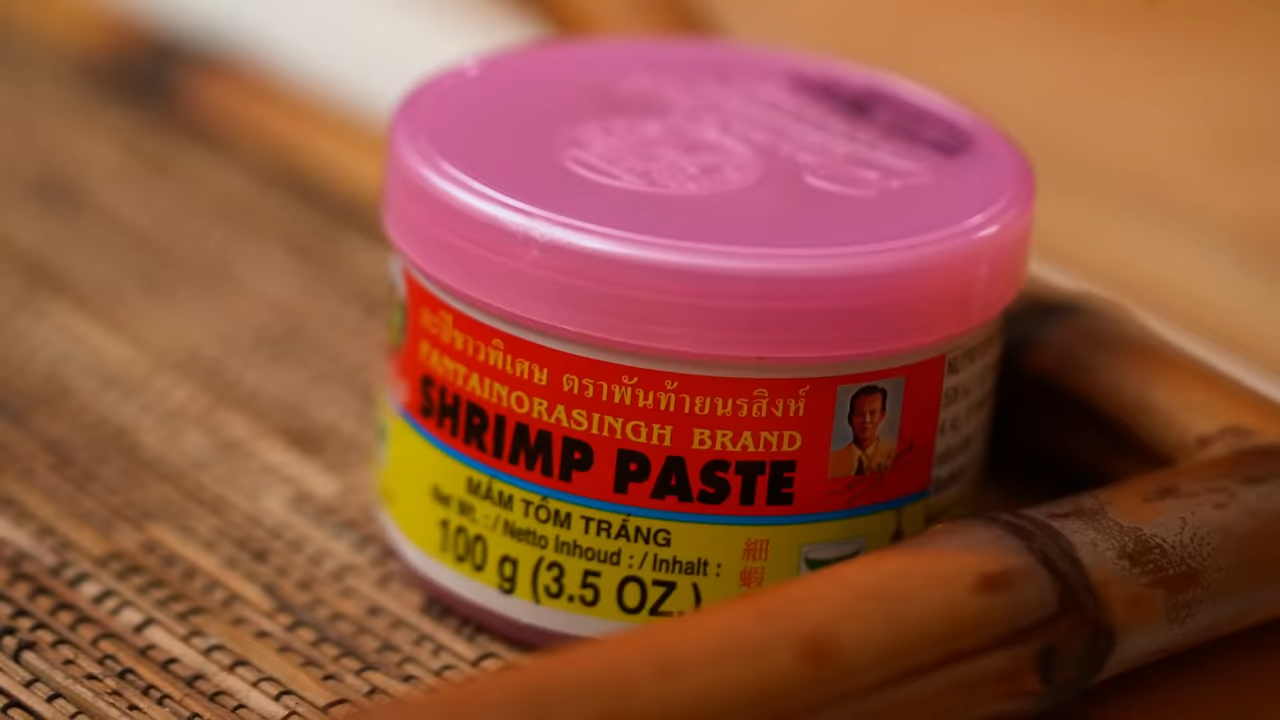 กะปิขาวพิเศษ ตราพันท้ายนรสิงห์
PANTAINORASINGH BRAND
SHRIMP PASTE
MẮM TÔM TRẮNG
Net Wt. : / Netto Inhoud : / Inhalt :
100 g (3.5 OZ.)
細
蝦